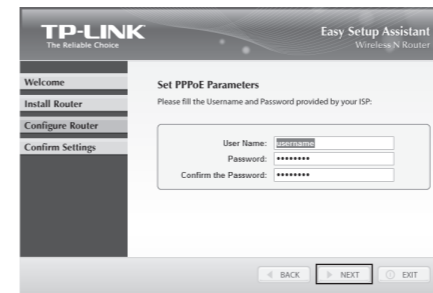 TP-LINK
The Reliable Choice
Easy Setup Assistant
Wireless N Router
Welcome
Install Router
Configure Router
Confirm Settings
Set PPPoE Parameters
Please fill the Username and Password provided by your ISP:
User Name: username
Password: ••••••••
Confirm the Password: ••••••••
BACK NEXT EXIT